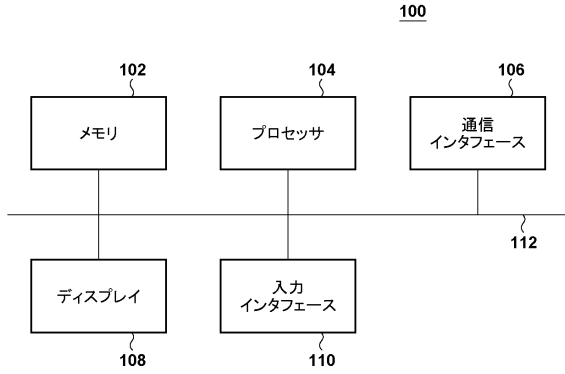 100
102
104
106
メモリ
プロセッサ
通信
インタフェース
112
ディスプレイ
入力
インタフェース
108
110